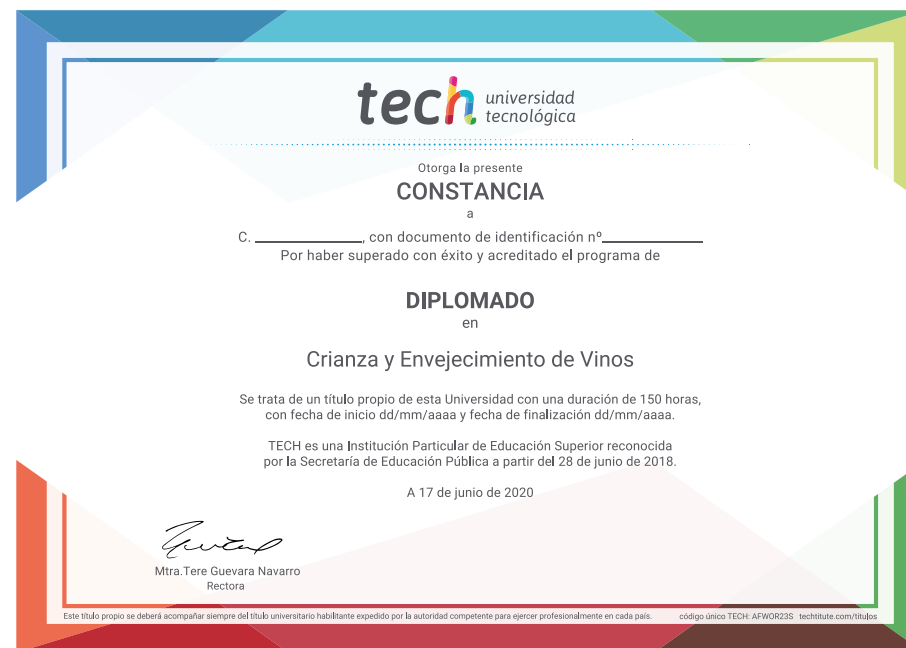 tech universidad
tecnológica
Otorga la presente
CONSTANCIA
a
C. ____________, con documento de identificación nº____________
Por haber superado con éxito y acreditado el programa de
DIPLOMADO
en
Crianza y Envejecimiento de Vinos
Se trata de un título propio de esta Universidad con una duración de 150 horas,
con fecha de inicio dd/mm/aaaa y fecha de finalización dd/mm/aaaa.
TECH es una Institución Particular de Educación Superior reconocida
por la Secretaría de Educación Pública a partir del 28 de junio de 2018.
A 17 de junio de 2020
Mtra.Tere Guevara Navarro
Rectora
Este título propio se deberá acompañar siempre del título universitario habilitante expedido por la autoridad competente para ejercer profesionalmente en cada país. código único TECH: AFWOR23S techtitute.com/titulos